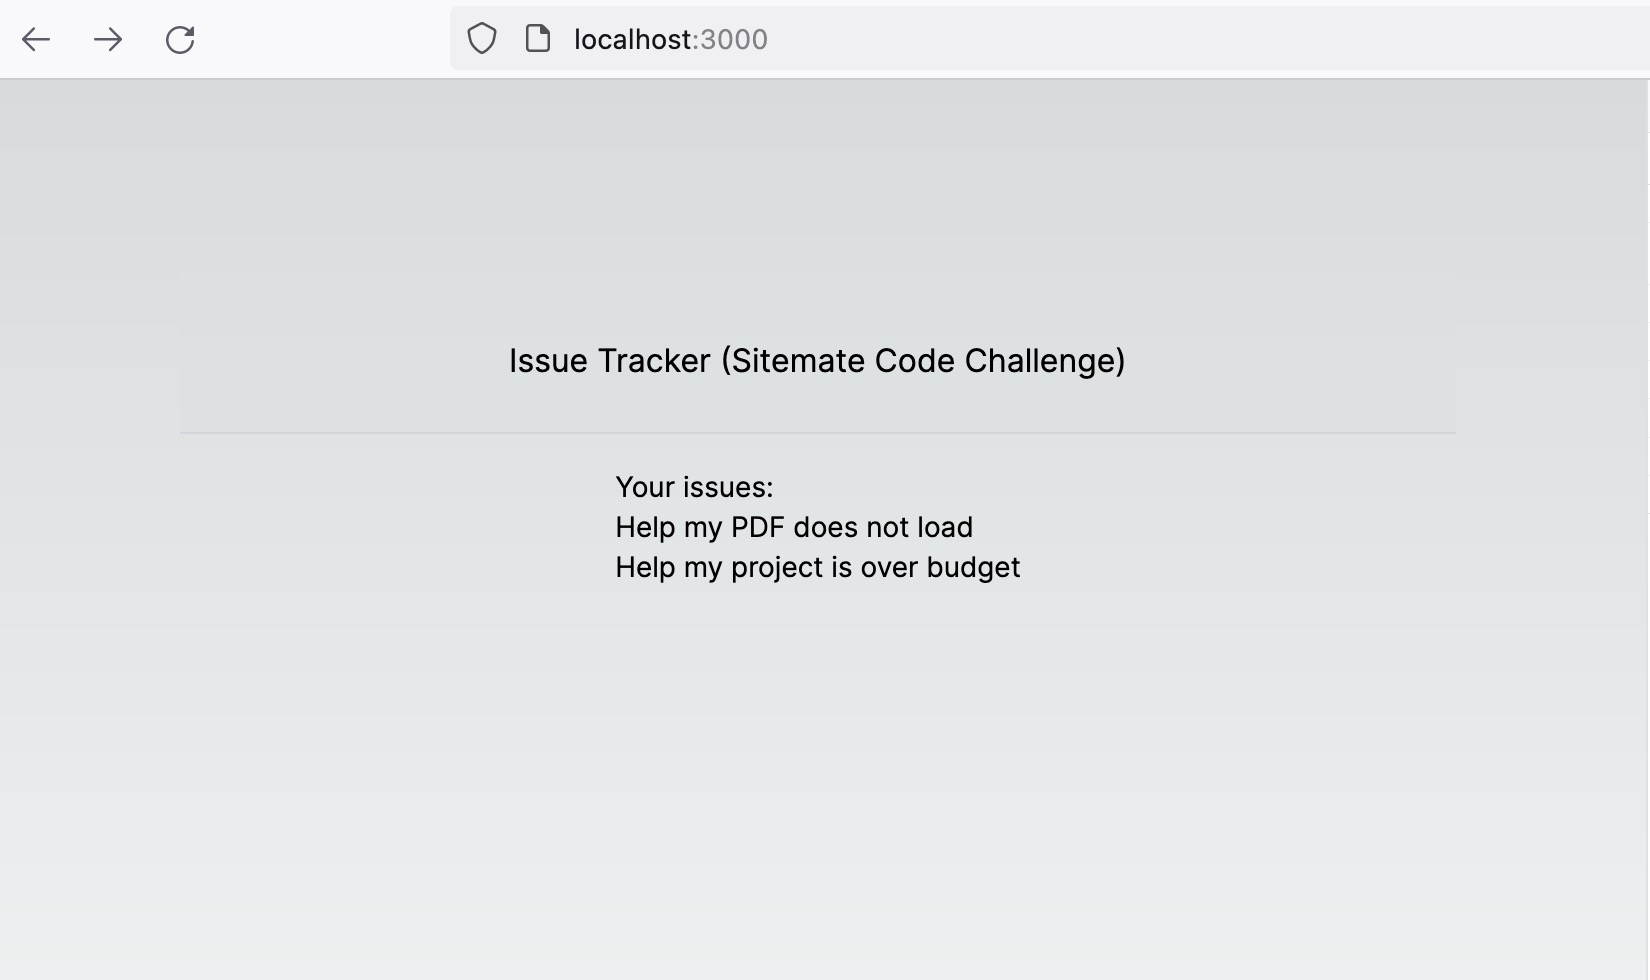 localhost:3000
Issue Tracker (Sitemate Code Challenge)
Your issues:
Help my PDF does not load
Help my project is over budget